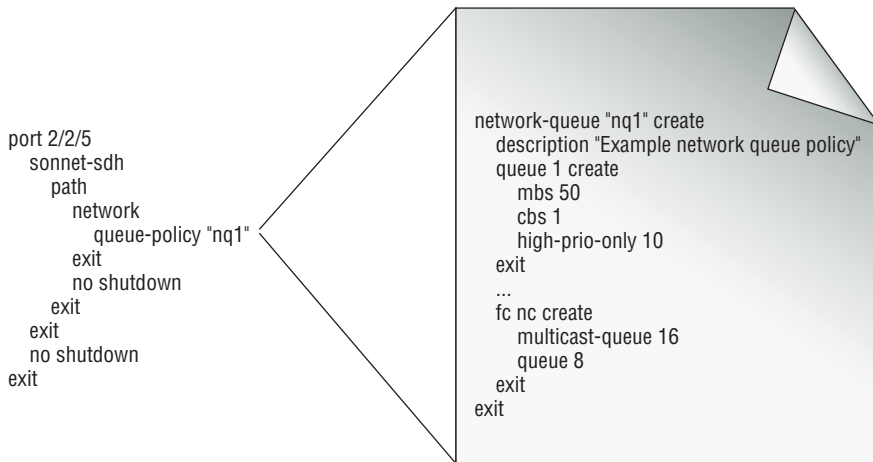 port 2/2/5
sonnet-sdh
path
network
queue-policy "nq1"
exit
no shutdown
exit
exit
no shutdown
exit
network-queue "nq1" create
description "Example network queue policy"
queue 1 create
mbs 50
cbs 1
high-prio-only 10
exit
...
fc nc create
multicast-queue 16
queue 8
exit
exit